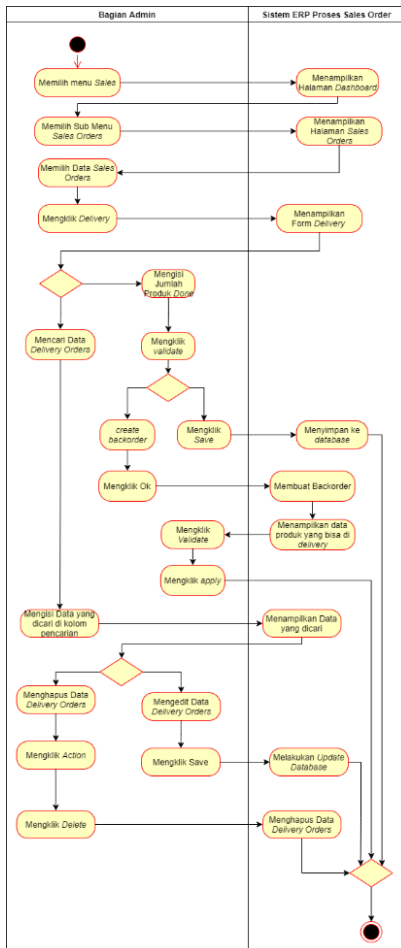 Bagian Admin
Sistem ERP Proses Sales Order
Memilih menu Sales
Menampilkan
Halaman Dashboard
Memilih Sub Menu
Sales Orders
Menampilkan
Halaman Sales
Orders
Memilih Data Sales
Orders
Mengklik Delivery
Menampilkan
Form Delivery
Mengisi
Jumlah
Produk Done
Mencari Data
Delivery Orders
Mengklik
validate
create
backorder
Mengklik
Save
Menyimpan ke
database
Mengklik Ok
Membuat Backorder
Menampilkan data
produk yang bisa di
delivery
Mengklik
Validate
Mengklik apply
Mengisi Data yang
dicari di kolom
pencarian
Menampilkan Data
yang dicari
Menghapus Data
Delivery Orders
Mengedit Data
Delivery Orders
Mengklik Action
Mengklik Save
Melakukan Update
Database
Mengklik Delete
Menghapus Data
Delivery Orders